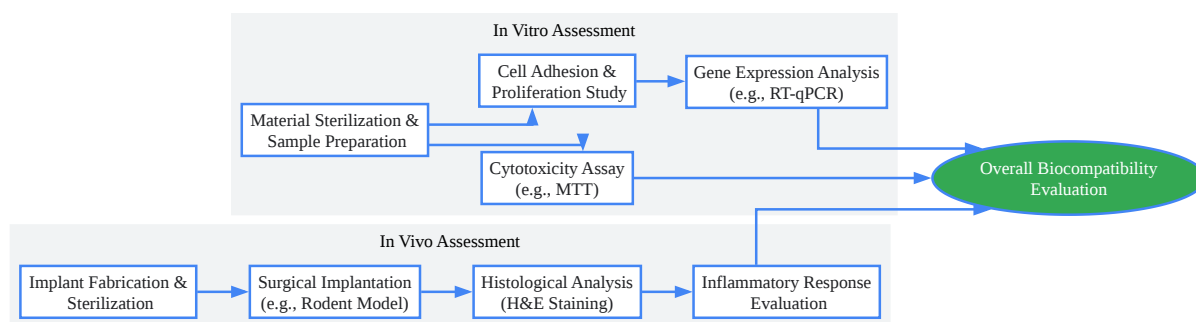 In Vitro Assessment
Cell Adhesion &
Proliferation Study
Gene Expression Analysis
(e.g., RT-qPCR)
Material Sterilization &
Sample Preparation
Cytotoxicity Assay
(e.g., MTT)
Overall Biocompatibility
Evaluation
In Vivo Assessment
Implant Fabrication &
Sterilization
Surgical Implantation
(e.g., Rodent Model)
Histological Analysis
(H&E Staining)
Inflammatory Response
Evaluation